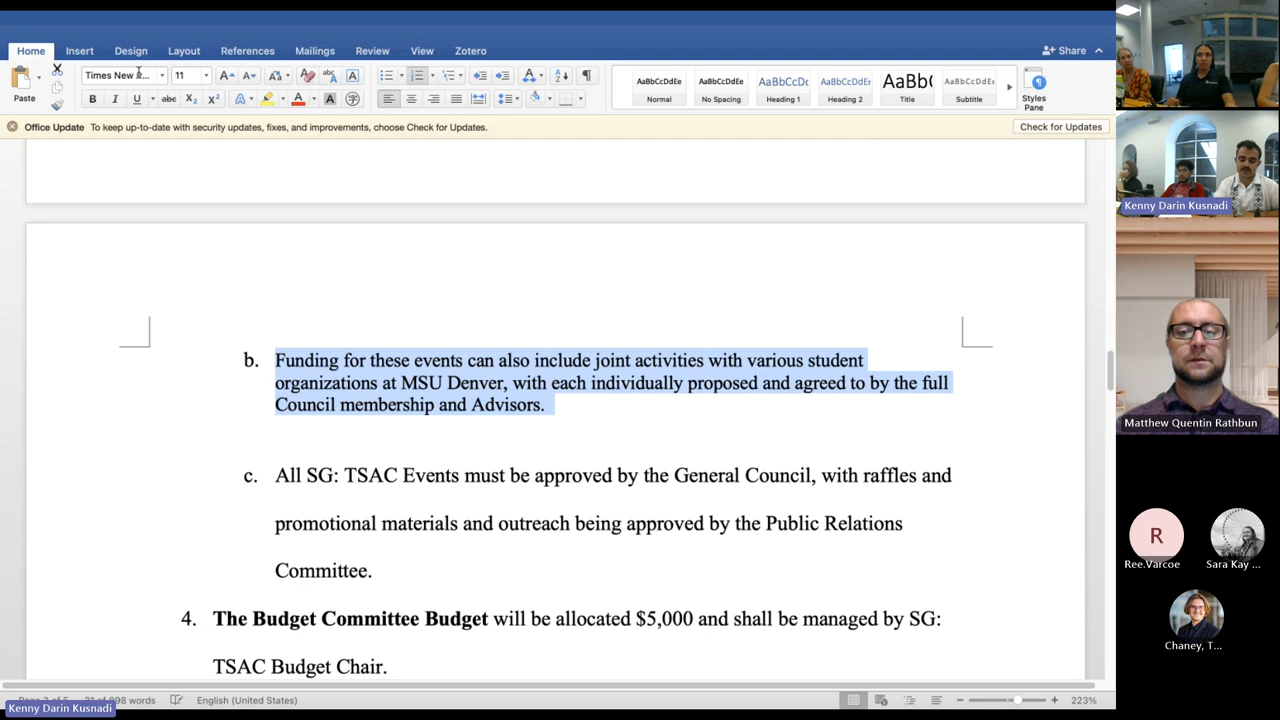 Home Insert Design Layout References Mailings Review View Zotero Share
Paste
Times New R... 11
AaBbCcDdEe AaBbCcDdEe AaBbCcDc AaBbCcDdEe AaBb( AaBbCcDdEe
Normal No Spacing Heading 1 Heading 2 Title Subtitle Styles Pane
Office Update To keep up-to-date with security updates, fixes, and improvements, choose Check for Updates. Check for Updates
b. Funding for these events can also include joint activities with various student
organizations at MSU Denver, with each individually proposed and agreed to by the full
Council membership and Advisors.
c. All SG: TSAC Events must be approved by the General Council, with raffles and
promotional materials and outreach being approved by the Public Relations
Committee.
4. The Budget Committee Budget will be allocated $5,000 and shall be managed by SG:
TSAC Budget Chair.
words English (United States) 223%
Kenny Darin Kusnadi
Kenny Darin Kusnadi
Matthew Quentin Rathbun
R
Ree.Varcoe Sara Kay ...
Chaney, T...